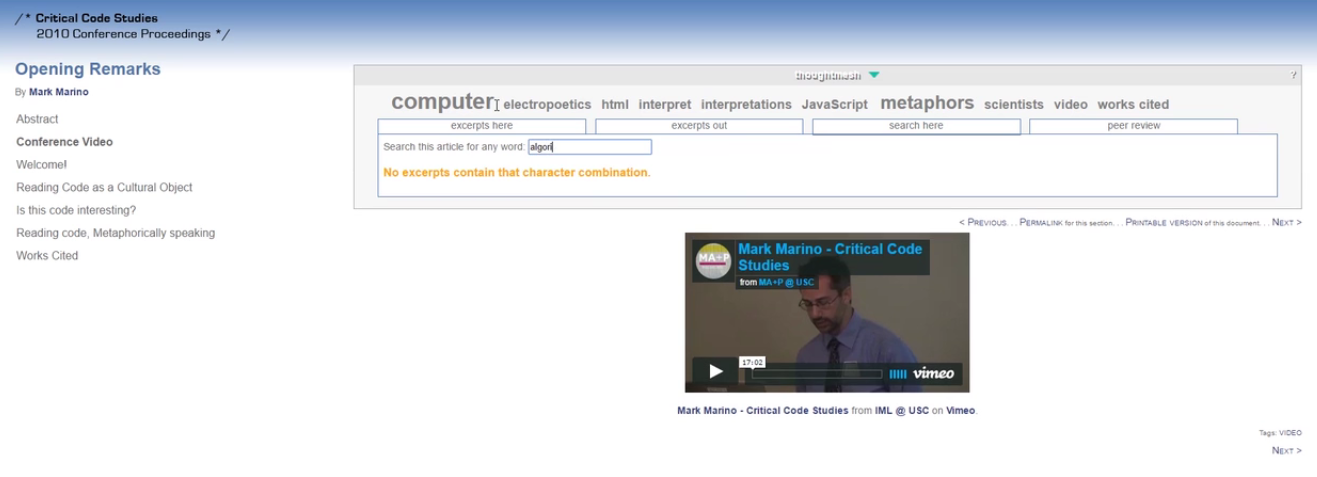 /* Critical Code Studies
2010 Conference Proceedings */
Opening Remarks
By Mark Marino
Abstract
Conference Video
Welcome!
Reading Code as a Cultural Object
Is this code interesting?
Reading code, Metaphorically speaking
Works Cited
thoughtmesh ?
computer electropoetics html interpret interpretations JavaScript metaphors scientists video works cited
excerpts here excerpts out search here peer review
Search this article for any word: algori
No excerpts contain that character combination.
< PREVIOUS. . . PERMALINK for this section. . . PRINTABLE VERSION of this document. . . NEXT >
MA+P
Mark Marino - Critical Code
Studies
from MA+P @ USC
17:02
vimeo
Mark Marino - Critical Code Studies from IML @ USC on Vimeo.
Tags: VIDEO
NEXT >